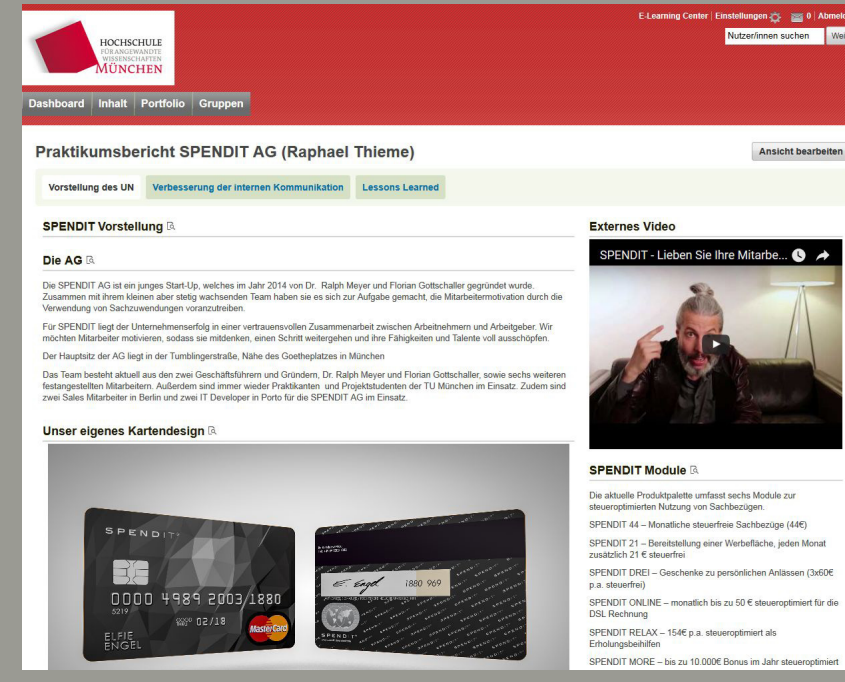 E-Learning Center | Einstellungen 0 | Abmeld
HOCHSCHULE
FÜR ANGEWANDTE
WISSENSCHAFTEN
MÜNCHEN
Nutzer/innen suchen Wei
Dashboard Inhalt Portfolio Gruppen
Praktikumsbericht SPENDIT AG (Raphael Thieme)
Ansicht bearbeiten
Vorstellung des UN Verbesserung der internen Kommunikation Lessons Learned
SPENDIT Vorstellung
Die AG
Die SPENDIT AG ist ein junges Start-Up, welches im Jahr 2014 von Dr. Ralph Meyer und Florian Gottschaller gegründet wurde.
Zusammen mit ihrem kleinen aber stetig wachsenden Team haben sie es sich zur Aufgabe gemacht, die Mitarbeitermotivation durch die
Verwendung von Sachzuwendungen voranzutreiben.
Für SPENDIT liegt der Unternehmenserfolg in einer vertrauensvollen Zusammenarbeit zwischen Arbeitnehmern und Arbeitgeber. Wir
möchten Mitarbeiter motivieren, sodass sie mitdenken, einen Schritt weitergehen und ihre Fähigkeiten und Talente voll ausschöpfen.
Der Hauptsitz der AG liegt in der Tumblingerstraße, Nähe des Goetheplatzes in München
Das Team besteht aktuell aus den zwei Geschäftsführern und Gründern, Dr. Ralph Meyer und Florian Gottschaller, sowie sechs weiteren
festangestellten Mitarbeitern. Außerdem sind immer wieder Praktikanten und Projektstudenten der TU München im Einsatz. Zudem sind
zwei Sales Mitarbeiter in Berlin und zwei IT Developer in Porto für die SPENDIT AG im Einsatz.
Unser eigenes Kartendesign
SPENDIT
0000 4989 2003 1880
5219
02/18
ELFIE
ENGEL
MasterCard
E. Engel
1880 969
SPENDIT
Externes Video
SPENDIT - Lieben Sie Ihre Mitarbe...
SPENDIT Module
Die aktuelle Produktpalette umfasst sechs Module zur
steueroptimierten Nutzung von Sachbezügen.
SPENDIT 44 – Monatliche steuerfreie Sachbezüge (44€)
SPENDIT 21 – Bereitstellung einer Werbefläche, jeden Monat
zusätzlich 21 € steuerfrei
SPENDIT DREI – Geschenke zu persönlichen Anlässen (3x60€
p.a. steuerfrei)
SPENDIT ONLINE – monatlich bis zu 50 € steueroptimiert für die
DSL Rechnung
SPENDIT RELAX – 154€ p.a. steueroptimiert als
Erholungsbeihilfen
SPENDIT MORE – bis zu 10.000€ Bonus im Jahr steueroptimiert